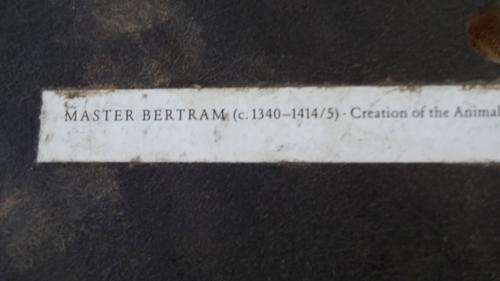 MASTER BERTRAM (c. 1340–1414/5) · Creation of the Animal